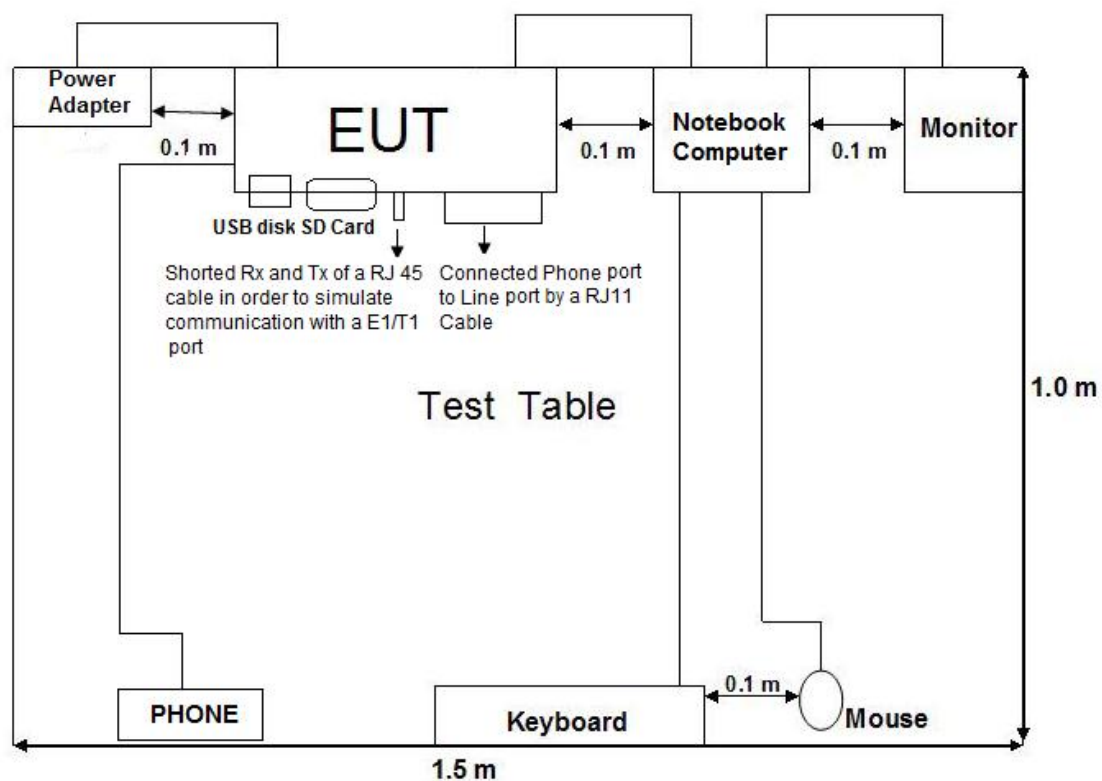 Power
Adapter
EUT
Notebook
Computer
Monitor
0.1 m
0.1 m
0.1 m
USB disk SD Card
Shorted Rx and Tx of a RJ 45
cable in order to simulate
communication with a E1/T1
port
Connected Phone port
to Line port by a RJ11
Cable
Test Table
1.0 m
PHONE
Keyboard
0.1 m
Mouse
1.5 m